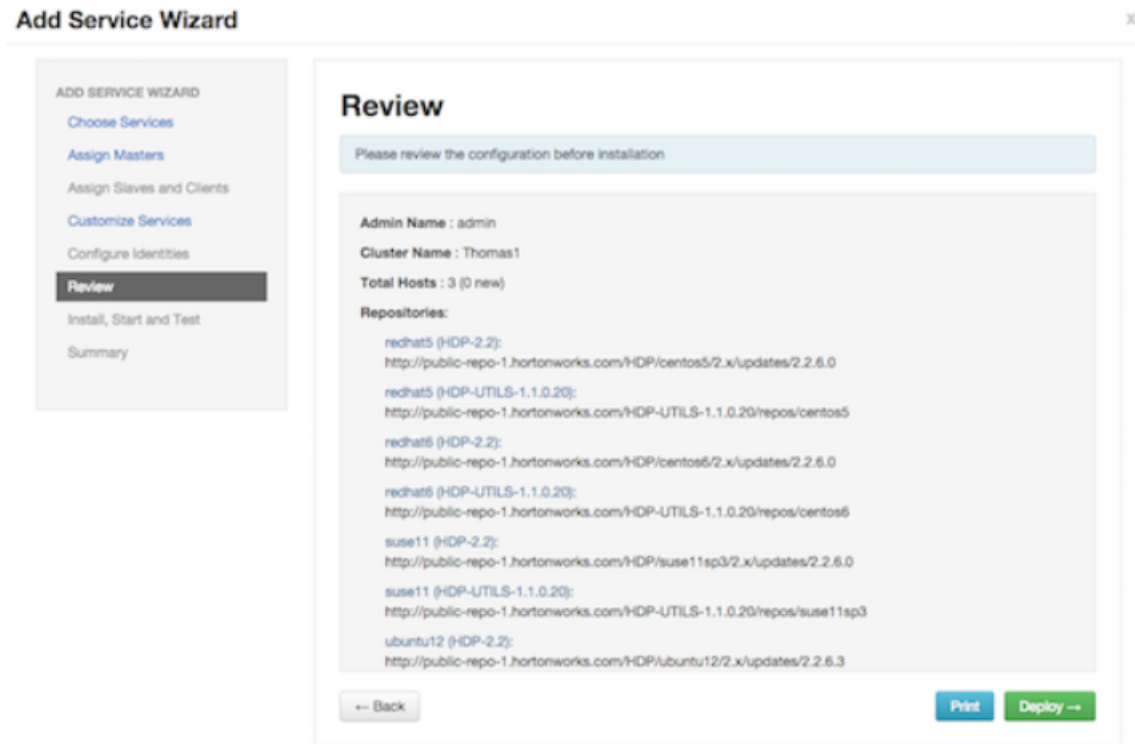 Add Service Wizard
x
ADD SERVICE WIZARD
Choose Services
Assign Masters
Assign Slaves and Clients
Customize Services
Configure Identities
Review
Install, Start and Test
Summary
Review
Please review the configuration before installation
Admin Name : admin
Cluster Name : Thomas1
Total Hosts : 3 (0 new)
Repositories:
redhat5 (HDP-2.2):
http://public-repo-1.hortonworks.com/HDP/centos5/2.x/updates/2.2.6.0
redhat5 (HDP-UTILS-1.1.0.20):
http://public-repo-1.hortonworks.com/HDP-UTILS-1.1.0.20/repos/centos5
redhat6 (HDP-2.2):
http://public-repo-1.hortonworks.com/HDP/centos6/2.x/updates/2.2.6.0
redhat6 (HDP-UTILS-1.1.0.20):
http://public-repo-1.hortonworks.com/HDP-UTILS-1.1.0.20/repos/centos6
suse11 (HDP-2.2):
http://public-repo-1.hortonworks.com/HDP/suse11sp3/2.x/updates/2.2.6.0
suse11 (HDP-UTILS-1.1.0.20):
http://public-repo-1.hortonworks.com/HDP-UTILS-1.1.0.20/repos/suse11sp3
ubuntu12 (HDP-2.2):
http://public-repo-1.hortonworks.com/HDP/ubuntu12/2.x/updates/2.2.6.3
← Back
Print
Deploy →